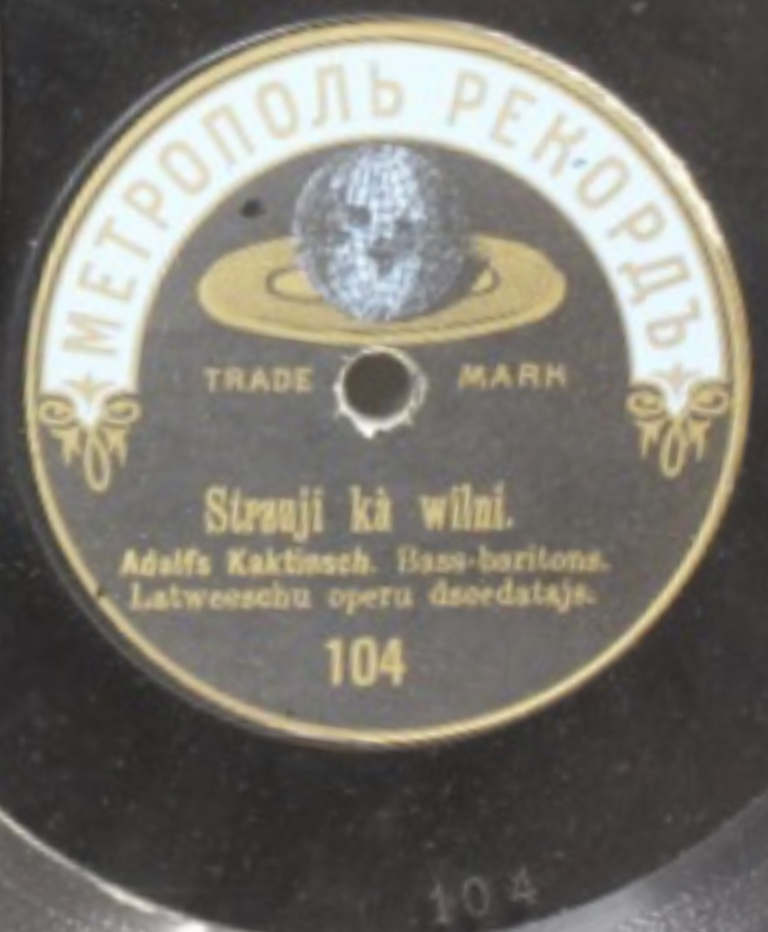 МЕТРОПОЛЬ РЕКОРДЪ
TRADE MARK
Strauji kà wilni.
Adolfs Kaktinsch. Bass-baritons.
Latweeschu operu dseedatajs.
104
104